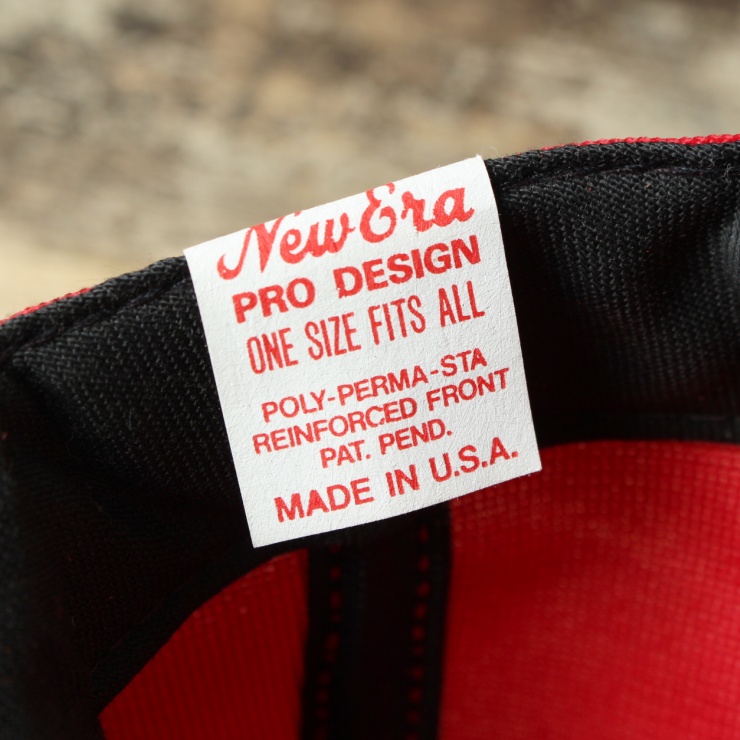 New Era
PRO DESIGN
ONE SIZE FITS ALL
POLY-PERMA-STA
REINFORCED FRONT
PAT. PEND.
MADE IN U.S.A.